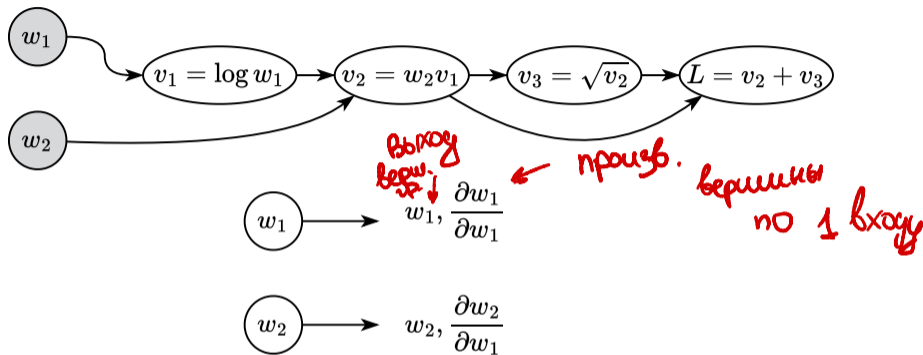 w₁
v₁ = log w₁
v₂ = w₂v₁
v₃ = √v₂
L = v₂ + v₃
w₂
выход
верш.
произв.
вершины
по 1 входу
w₁
w₁, ∂w₁/∂w₁
w₂
w₂, ∂w₂/∂w₁